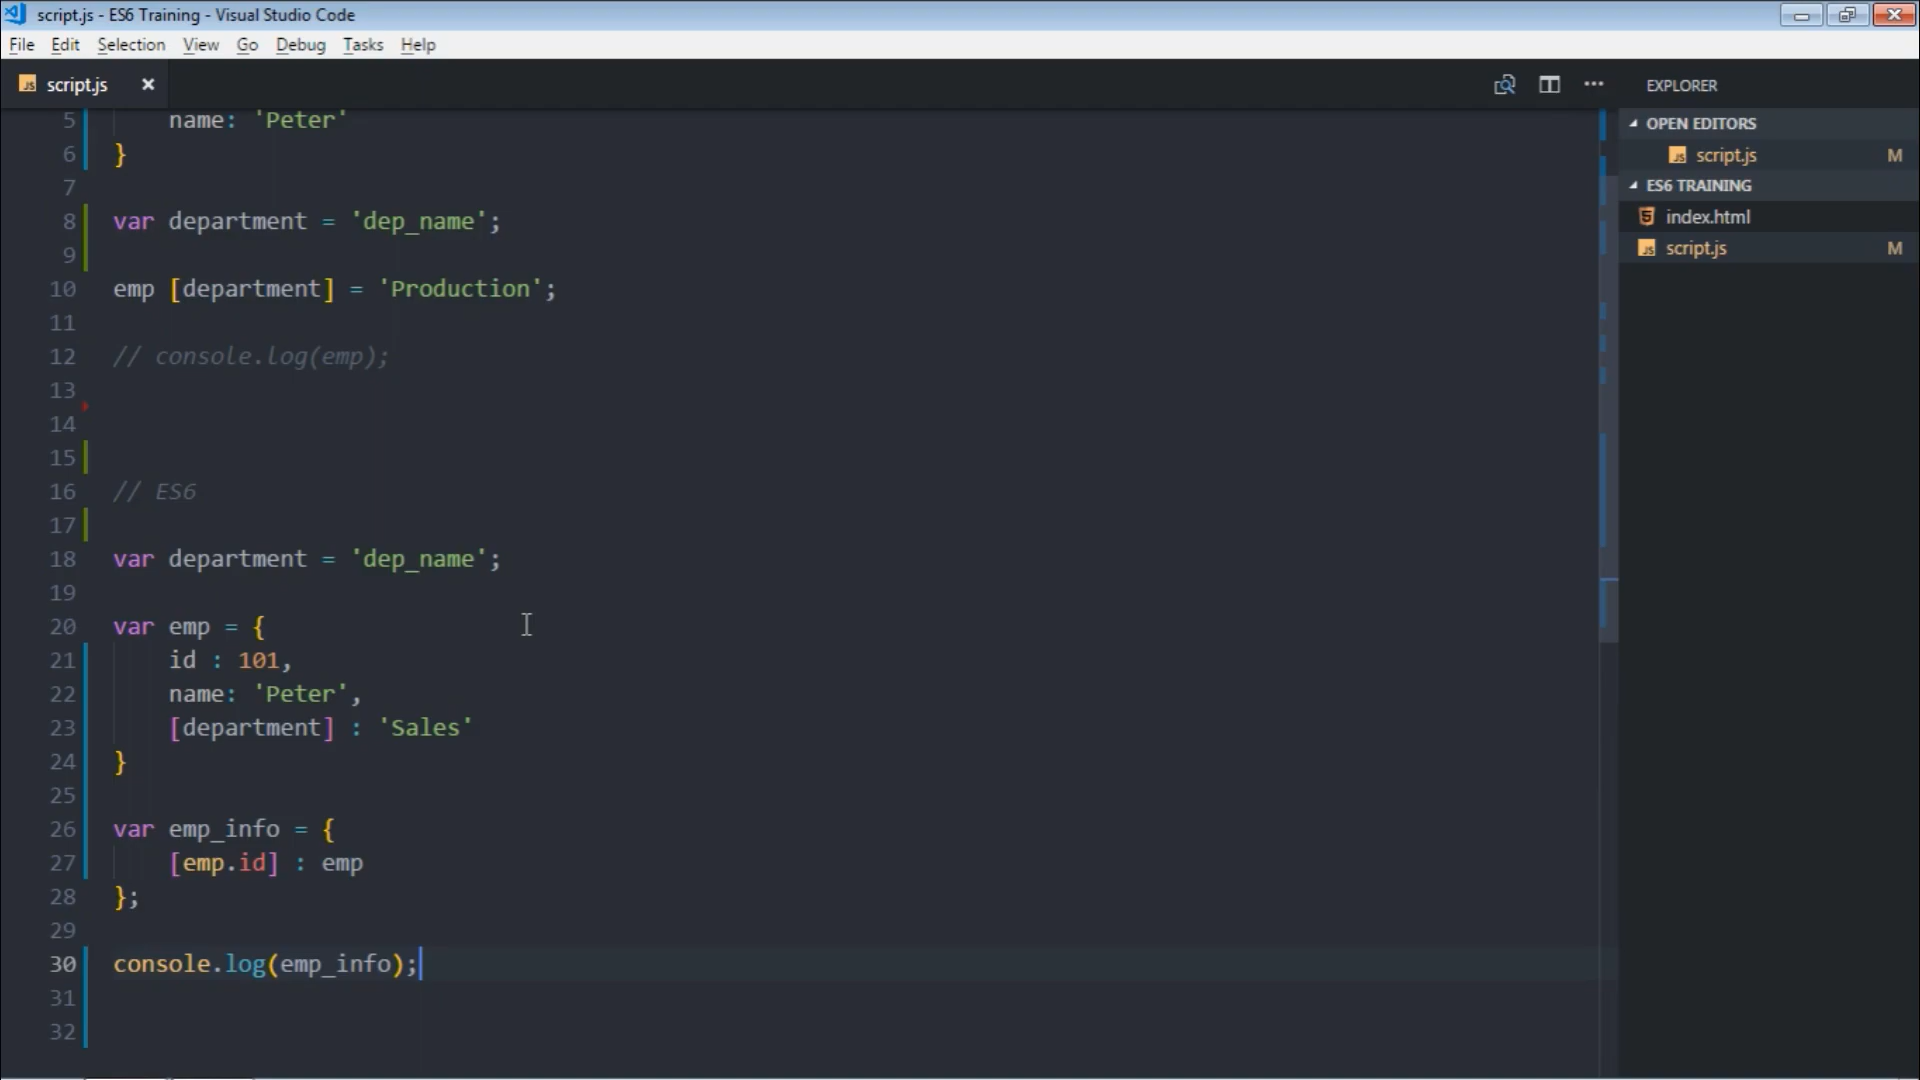 script.js - ES6 Training - Visual Studio Code
File Edit Selection View Go Debug Tasks Help
script.js
EXPLORER
OPEN EDITORS
script.js M
ES6 TRAINING
index.html
script.js M
5 name: 'Peter'
6 }
7
8 var department = 'dep_name';
9
10 emp [department] = 'Production';
11
12 // console.log(emp);
13
14
15
16 // ES6
17
18 var department = 'dep_name';
19
20 var emp = {
21 id : 101,
22 name: 'Peter',
23 [department] : 'Sales'
24 }
25
26 var emp_info = {
27 [emp.id] : emp
28 };
29
30 console.log(emp_info);
31
32